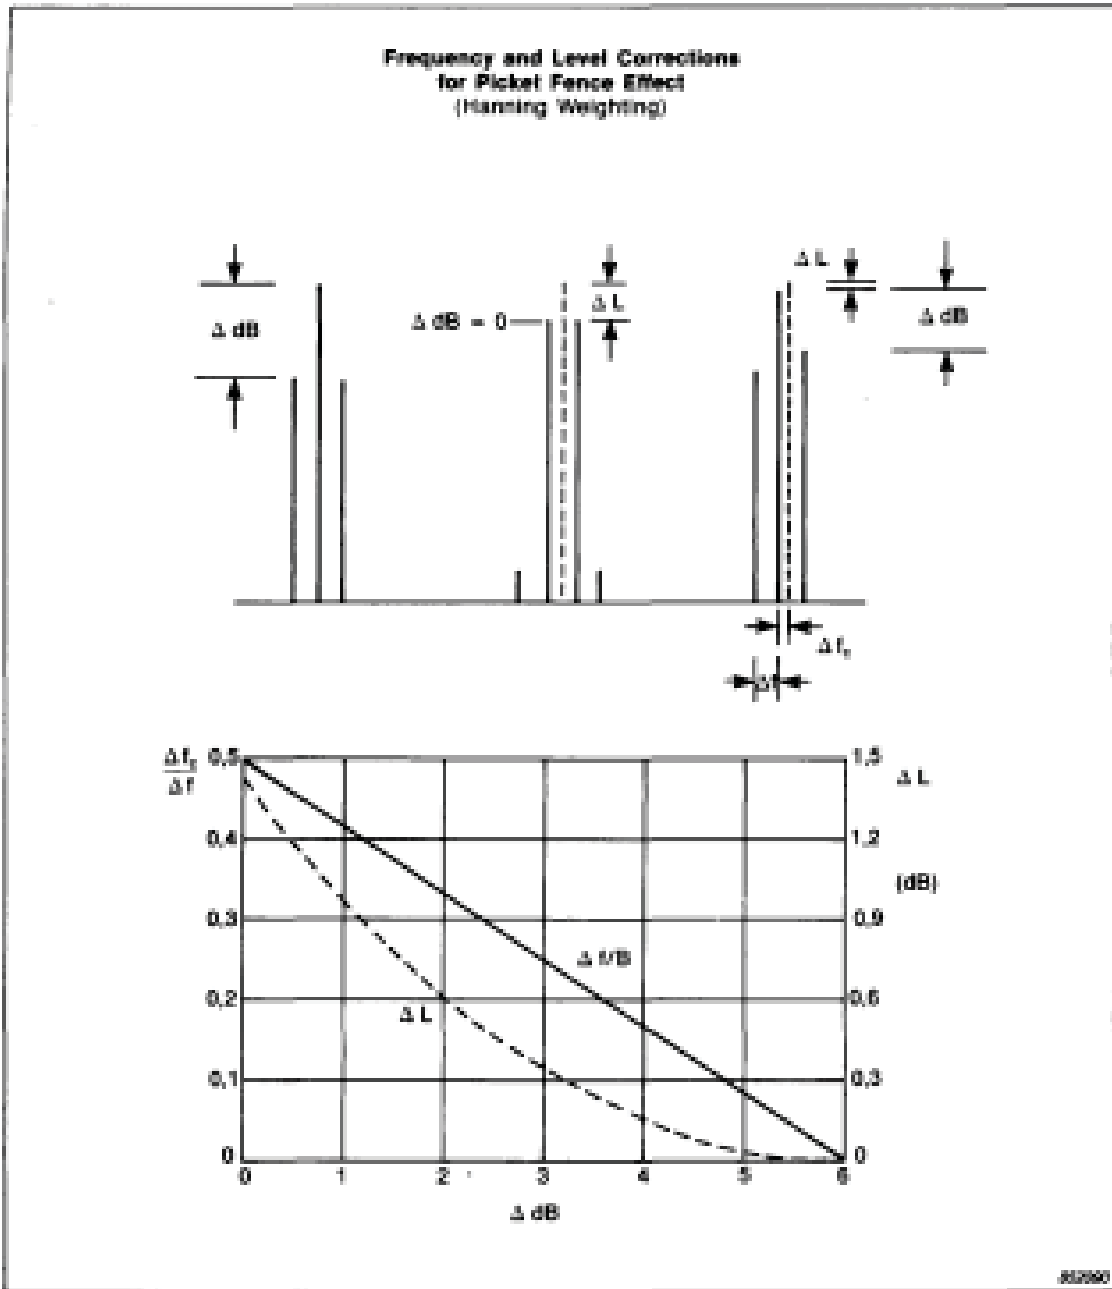 Frequency and Level Corrections
for Picket Fence Effect
(Hanning Weighting)
Δ L
Δ dB
Δ dB = 0
Δ L
Δ dB
Δ f
Δ f
Δ f
Δ f
0,5
1,5
Δ L
0,4
1,2
(dB)
0,3
0,9
Δ f/B
0,2
0,6
Δ L
0,1
0,3
0
0
0 1 2 3 4 5 6
Δ dB